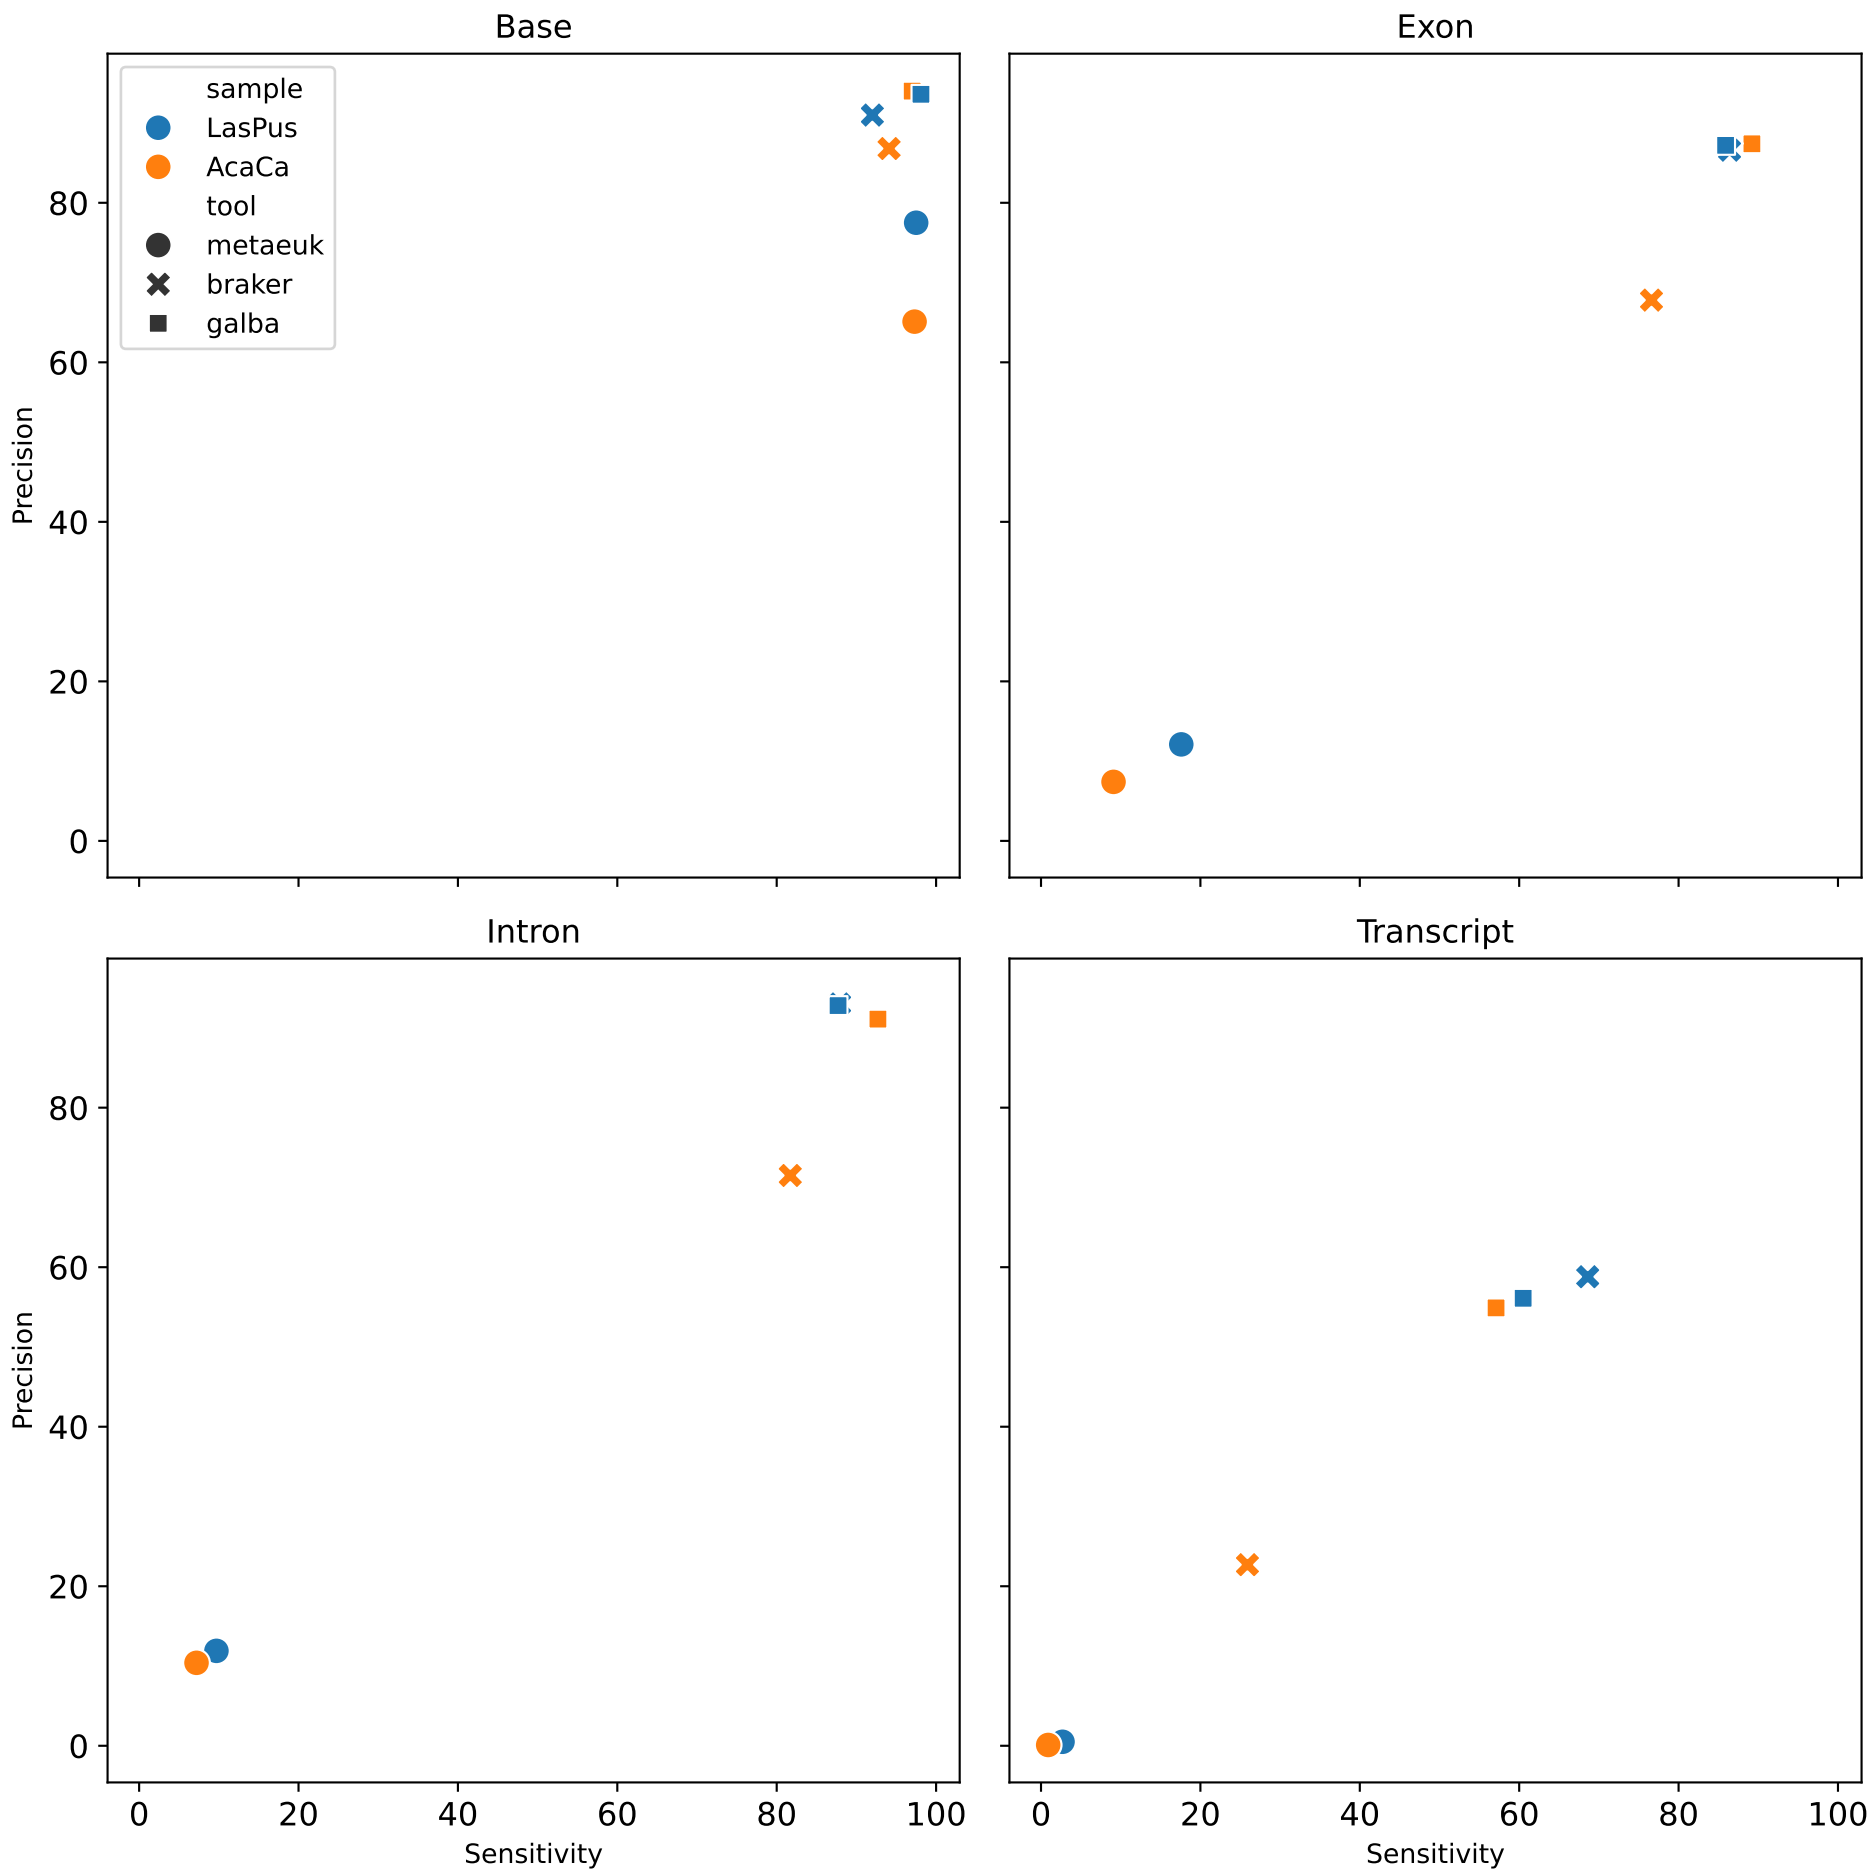 Base
sample
LasPus
AcaCa
tool
metaeuk
braker
galba
80
60
40
20
0
Precision
Exon
Intron
80
60
40
20
0
Precision
0 20 40 60 80 100
Sensitivity
Transcript
0 20 40 60 80 100
Sensitivity